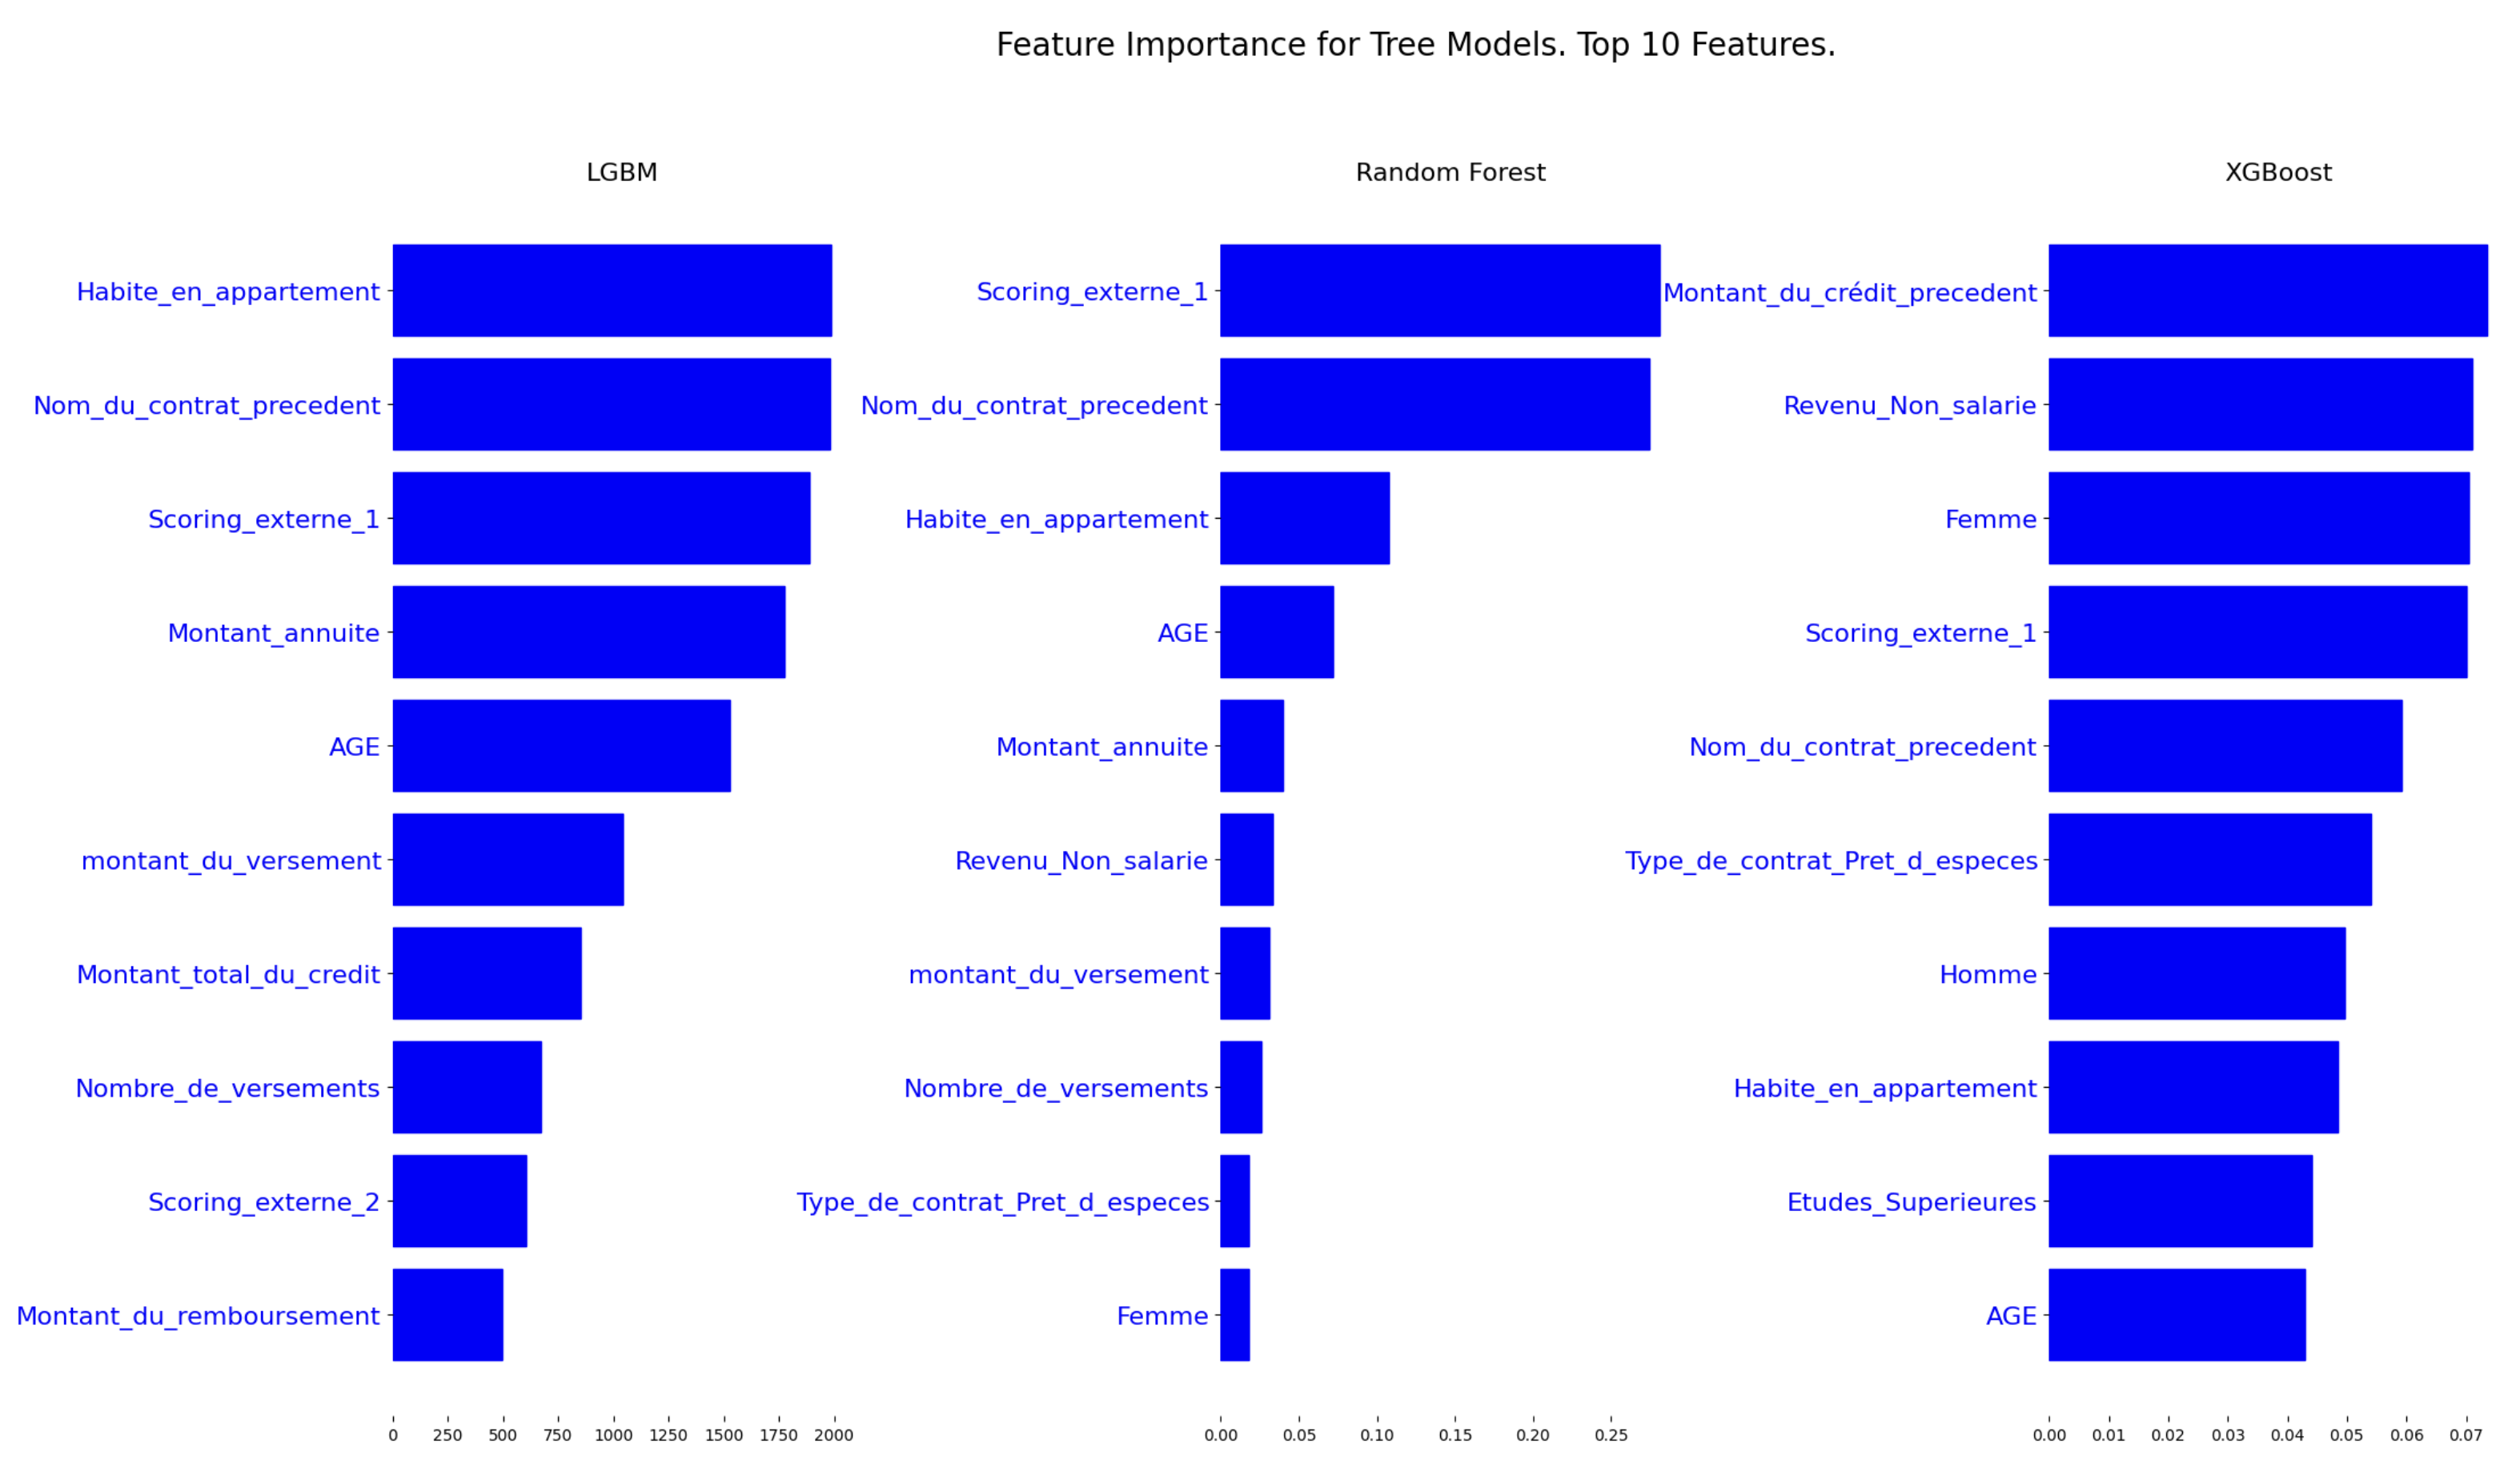 Feature Importance for Tree Models. Top 10 Features.
LGBM
Habite_en_appartement
Nom_du_contrat_precedent
Scoring_externe_1
Montant_annuite
AGE
montant_du_versement
Montant_total_du_credit
Nombre_de_versements
Scoring_externe_2
Montant_du_remboursement
0 250 500 750 1000 1250 1500 1750 2000
Random Forest
Scoring_externe_1
Nom_du_contrat_precedent
Habite_en_appartement
AGE
Montant_annuite
Revenu_Non_salarie
montant_du_versement
Nombre_de_versements
Type_de_contrat_Pret_d_especes
Femme
0.00 0.05 0.10 0.15 0.20 0.25
XGBoost
Montant_du_crédit_precedent
Revenu_Non_salarie
Femme
Scoring_externe_1
Nom_du_contrat_precedent
Type_de_contrat_Pret_d_especes
Homme
Habite_en_appartement
Etudes_Superieures
AGE
0.00 0.01 0.02 0.03 0.04 0.05 0.06 0.07